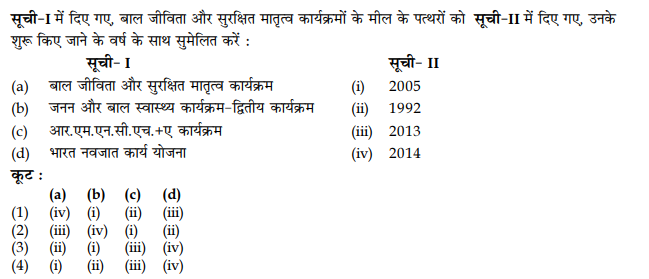 सूची-I में दिए गए, बाल जीविता और सुरक्षित मातृत्व कार्यक्रमों के मील के पत्थरों को सूची-II में दिए गए, उनके
शुरू किए जाने के वर्ष के साथ सुमेलित करें :
सूची- I सूची- II
(a) बाल जीविता और सुरक्षित मातृत्व कार्यक्रम (i) 2005
(b) जनन और बाल स्वास्थ्य कार्यक्रम-द्वितीय कार्यक्रम (ii) 1992
(c) आर.एम.एन.सी.एच.+ए कार्यक्रम (iii) 2013
(d) भारत नवजात कार्य योजना (iv) 2014
कूट :
(a) (b) (c) (d)
(1) (iv) (i) (ii) (iii)
(2) (iii) (iv) (i) (ii)
(3) (ii) (i) (iii) (iv)
(4) (i) (ii) (iii) (iv)